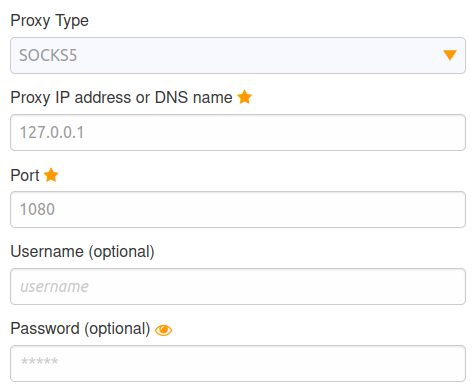 Proxy Type
SOCKS5
Proxy IP address or DNS name
127.0.0.1
Port
1080
Username (optional)
username
Password (optional)
*****